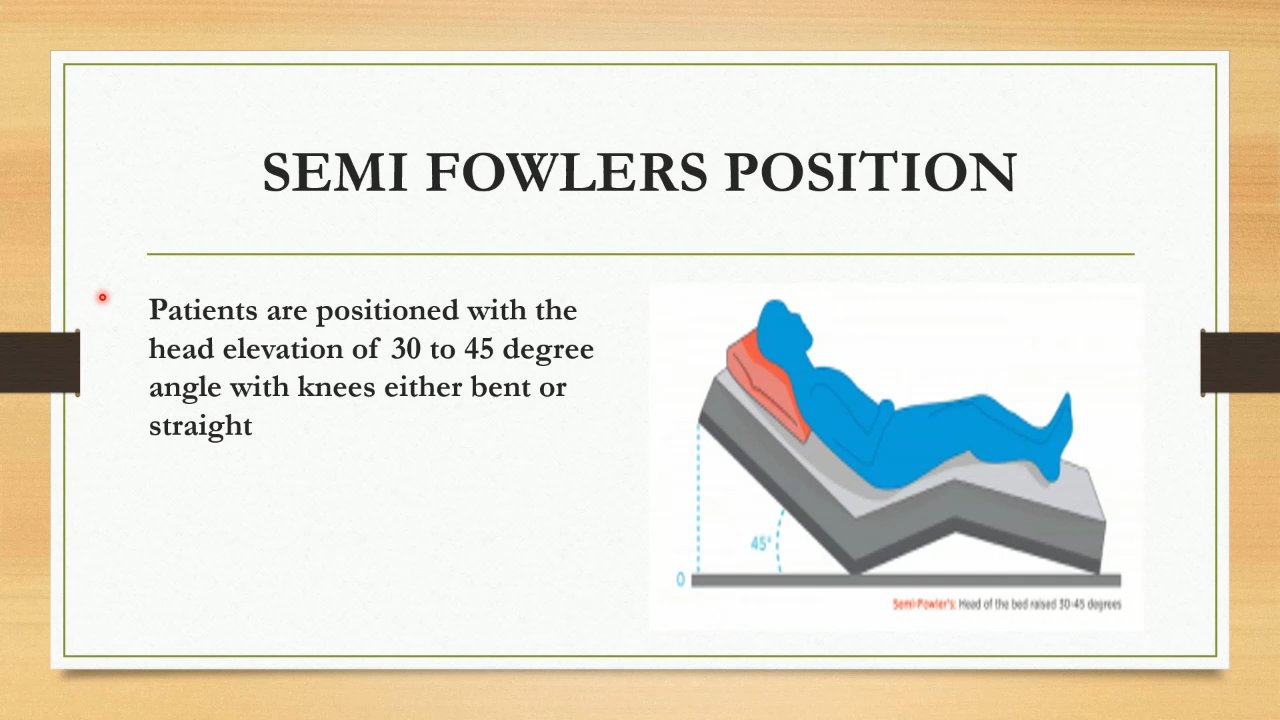 SEMI FOWLERS POSITION
Patients are positioned with the
head elevation of 30 to 45 degree
angle with knees either bent or
straight
45°
0
Semi-Fowler's: Head of the bed raised 30-45 degrees